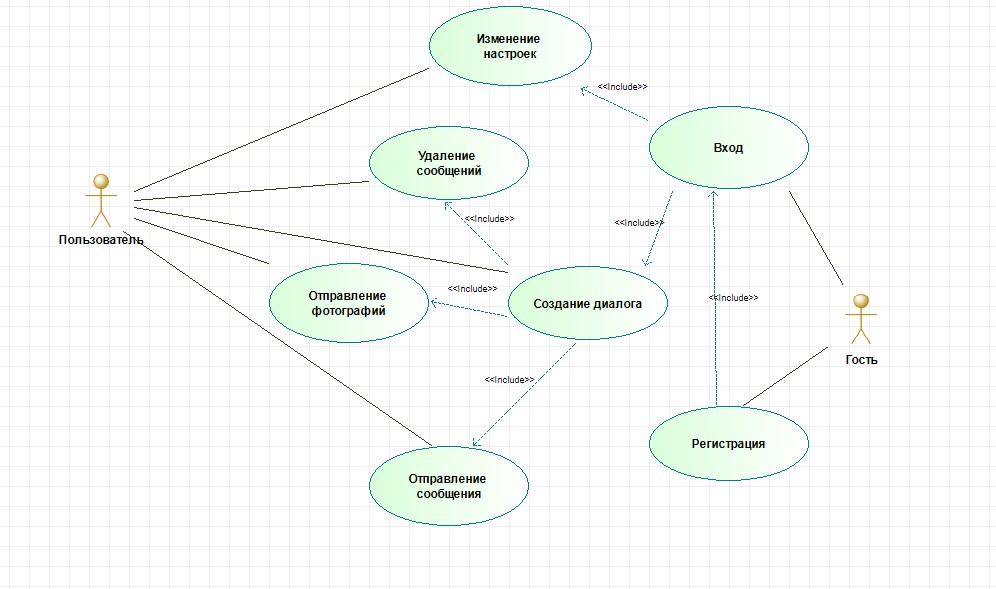 Изменение
настроек
<<Include>>
Вход
Удаление
сообщений
<<Include>>
<<Include>>
Пользователь
Отправление
фотографий
<<Include>>
Создание диалога
<<Include>>
Гость
<<Include>>
Регистрация
Отправление
сообщения